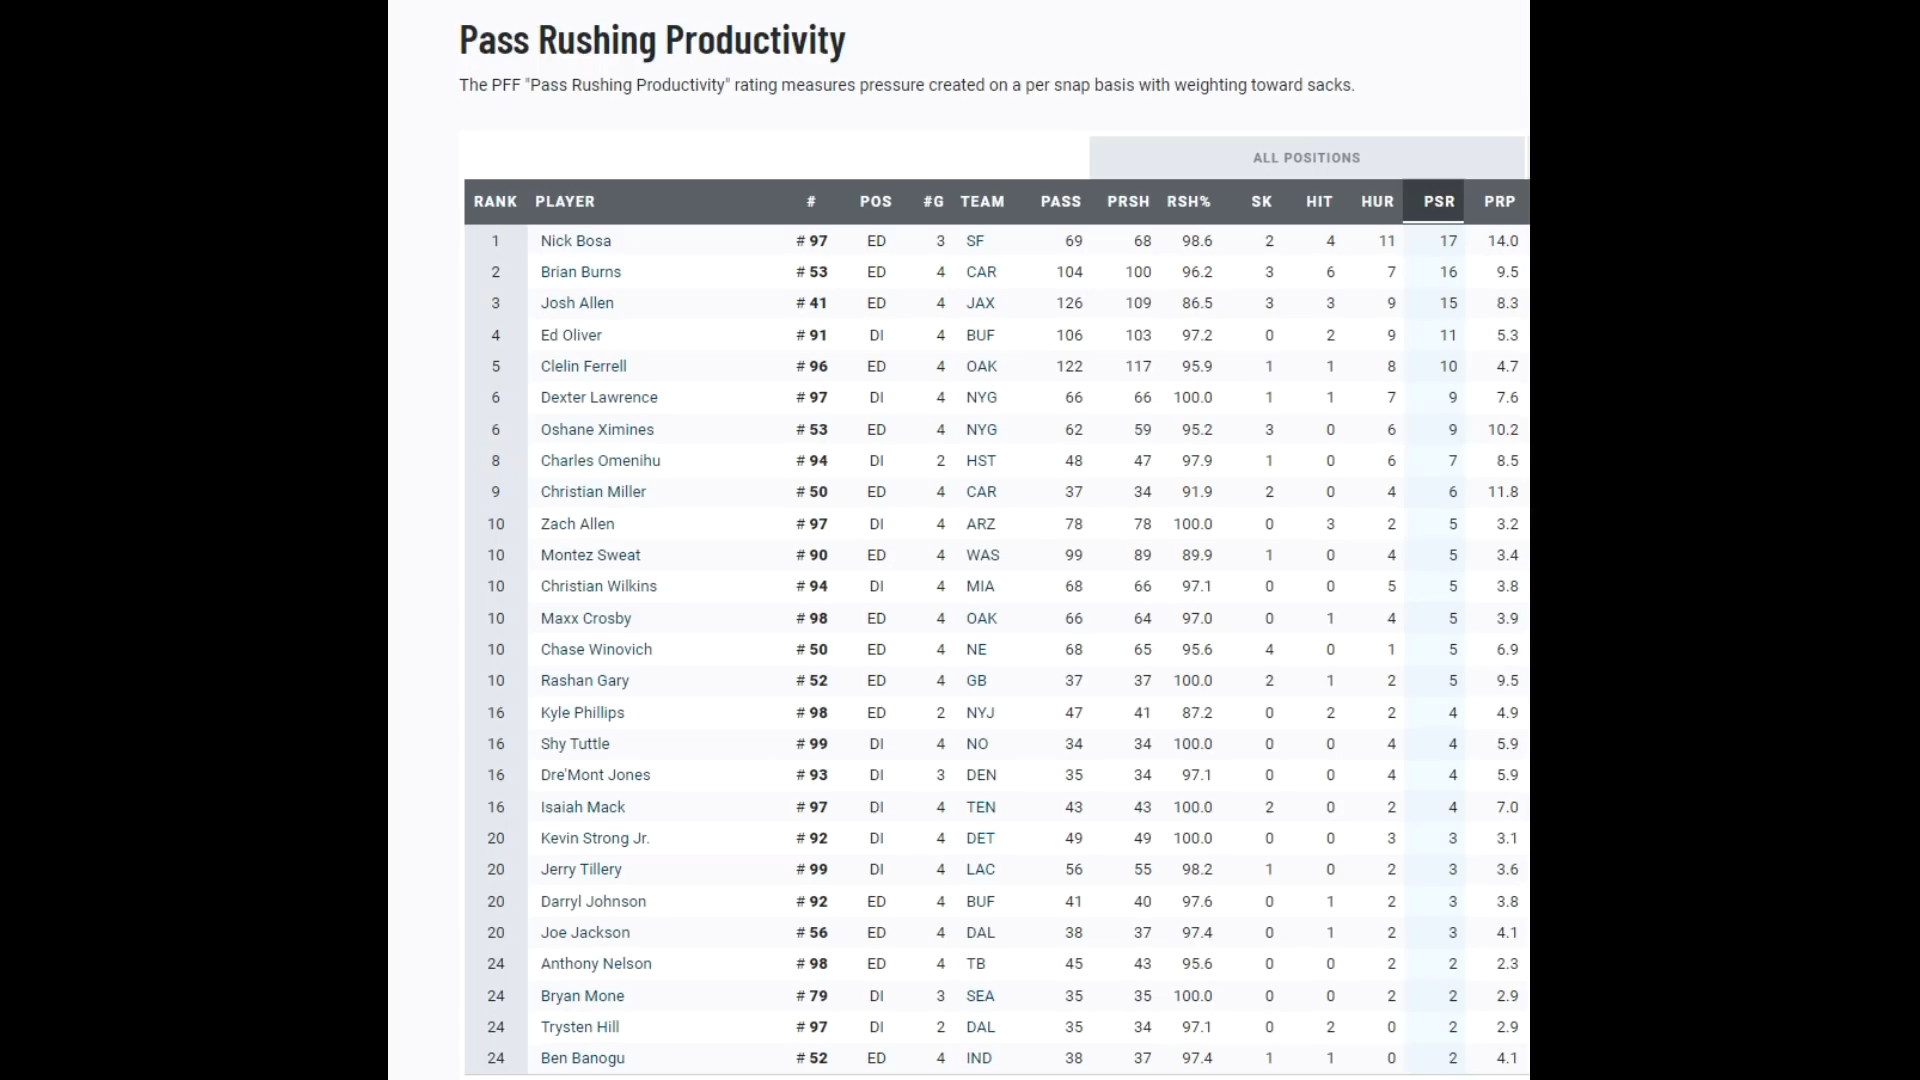 Pass Rushing Productivity
The PFF "Pass Rushing Productivity" rating measures pressure created on a per snap basis with weighting toward sacks.
ALL POSITIONS
RANK PLAYER # POS #G TEAM PASS PRSH RSH% SK HIT HUR PSR PRP
1 Nick Bosa # 97 ED 3 SF 69 68 98.6 2 4 11 17 14.0
2 Brian Burns # 53 ED 4 CAR 104 100 96.2 3 6 7 16 9.5
3 Josh Allen # 41 ED 4 JAX 126 109 86.5 3 3 9 15 8.3
4 Ed Oliver # 91 DI 4 BUF 106 103 97.2 0 2 9 11 5.3
5 Clelin Ferrell # 96 ED 4 OAK 122 117 95.9 1 1 8 10 4.7
6 Dexter Lawrence # 97 DI 4 NYG 66 66 100.0 1 1 7 9 7.6
6 Oshane Ximines # 53 ED 4 NYG 62 59 95.2 3 0 6 9 10.2
8 Charles Omenihu # 94 DI 2 HST 48 47 97.9 1 0 6 7 8.5
9 Christian Miller # 50 ED 4 CAR 37 34 91.9 2 0 4 6 11.8
10 Zach Allen # 97 DI 4 ARZ 78 78 100.0 0 3 2 5 3.2
10 Montez Sweat # 90 ED 4 WAS 99 89 89.9 1 0 4 5 3.4
10 Christian Wilkins # 94 DI 4 MIA 68 66 97.1 0 0 5 5 3.8
10 Maxx Crosby # 98 ED 4 OAK 66 64 97.0 0 1 4 5 3.9
10 Chase Winovich # 50 ED 4 NE 68 65 95.6 4 0 1 5 6.9
10 Rashan Gary # 52 ED 4 GB 37 37 100.0 2 1 2 5 9.5
16 Kyle Phillips # 98 ED 2 NYJ 47 41 87.2 0 2 2 4 4.9
16 Shy Tuttle # 99 DI 4 NO 34 34 100.0 0 0 4 4 5.9
16 Dre'Mont Jones # 93 DI 3 DEN 35 34 97.1 0 0 4 4 5.9
16 Isaiah Mack # 97 DI 4 TEN 43 43 100.0 2 0 2 4 7.0
20 Kevin Strong Jr. # 92 DI 4 DET 49 49 100.0 0 0 3 3 3.1
20 Jerry Tillery # 99 DI 4 LAC 56 55 98.2 1 0 2 3 3.6
20 Darryl Johnson # 92 ED 4 BUF 41 40 97.6 0 1 2 3 3.8
20 Joe Jackson # 56 ED 4 DAL 38 37 97.4 0 1 2 3 4.1
24 Anthony Nelson # 98 ED 4 TB 45 43 95.6 0 0 2 2 2.3
24 Bryan Mone # 79 DI 3 SEA 35 35 100.0 0 0 2 2 2.9
24 Trysten Hill # 97 DI 2 DAL 35 34 97.1 0 2 0 2 2.9
24 Ben Banogu # 52 ED 4 IND 38 37 97.4 1 1 0 2 4.1